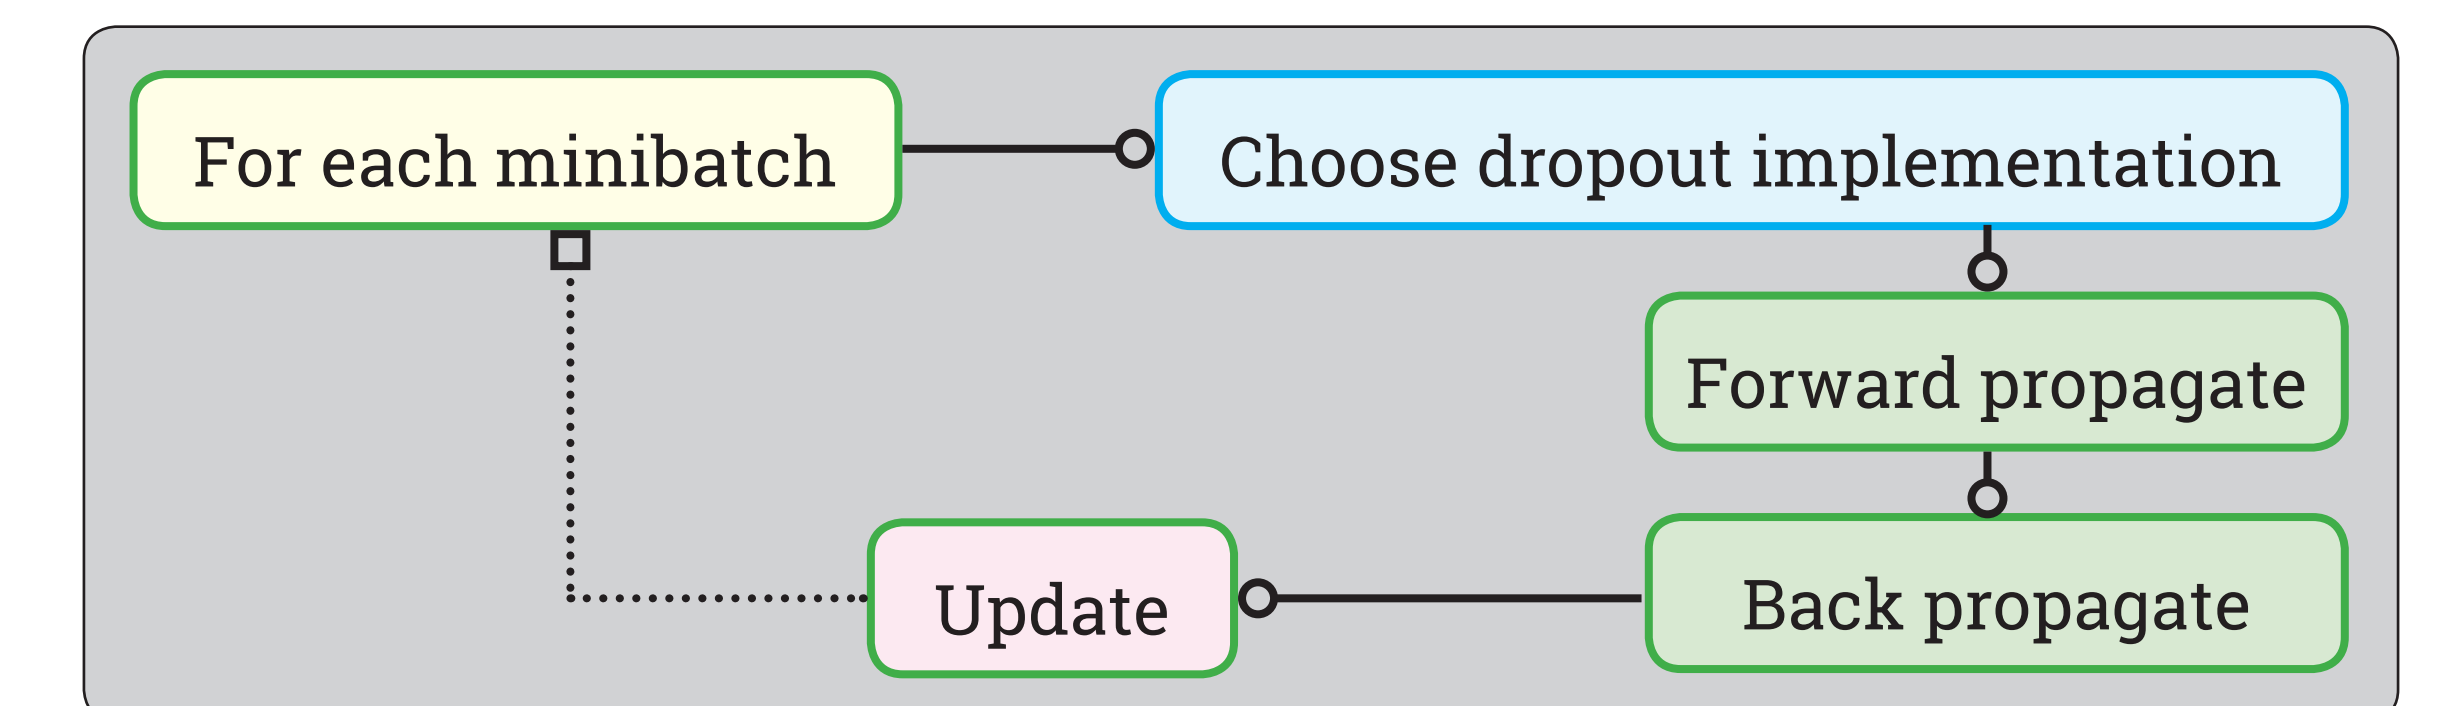 For each minibatch
Choose dropout implementation
Forward propagate
Back propagate
Update